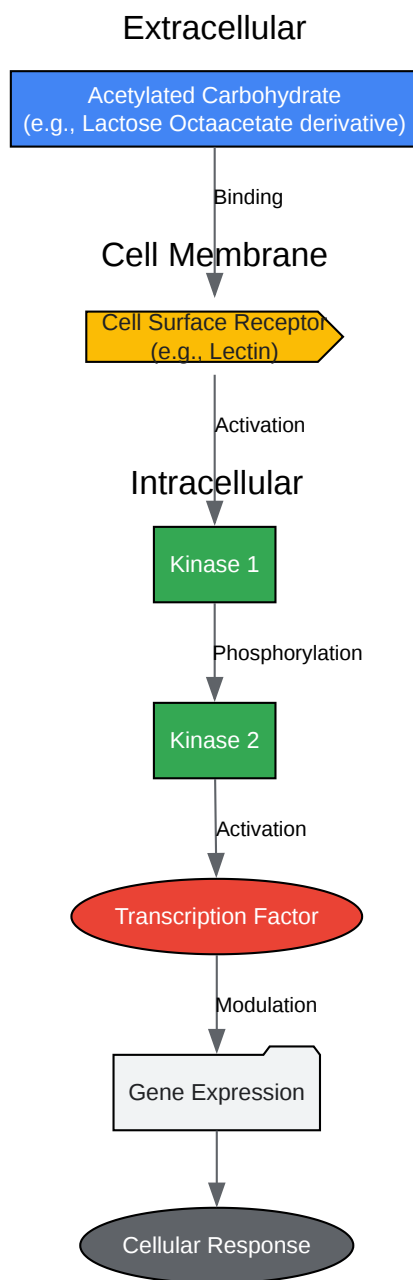 Extracellular
Acetylated Carbohydrate
(e.g., Lactose Octaacetate derivative)
Binding
Cell Membrane
Cell Surface Receptor
(e.g., Lectin)
Activation
Intracellular
Kinase 1
Phosphorylation
Kinase 2
Activation
Transcription Factor
Modulation
Gene Expression
Cellular Response